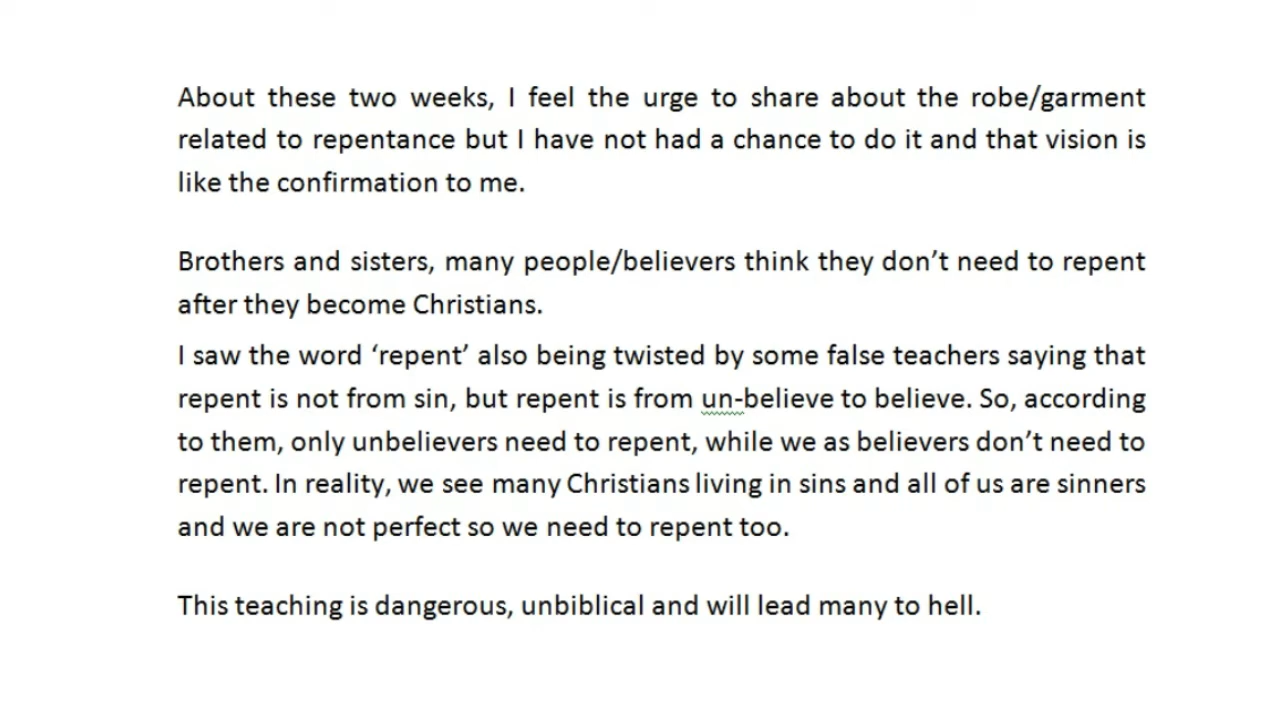 About these two weeks, I feel the urge to share about the robe/garment
related to repentance but I have not had a chance to do it and that vision is
like the confirmation to me.
Brothers and sisters, many people/believers think they don’t need to repent
after they become Christians.
I saw the word ‘repent’ also being twisted by some false teachers saying that
repent is not from sin, but repent is from un-believe to believe. So, according
to them, only unbelievers need to repent, while we as believers don’t need to
repent. In reality, we see many Christians living in sins and all of us are sinners
and we are not perfect so we need to repent too.
This teaching is dangerous, unbiblical and will lead many to hell.